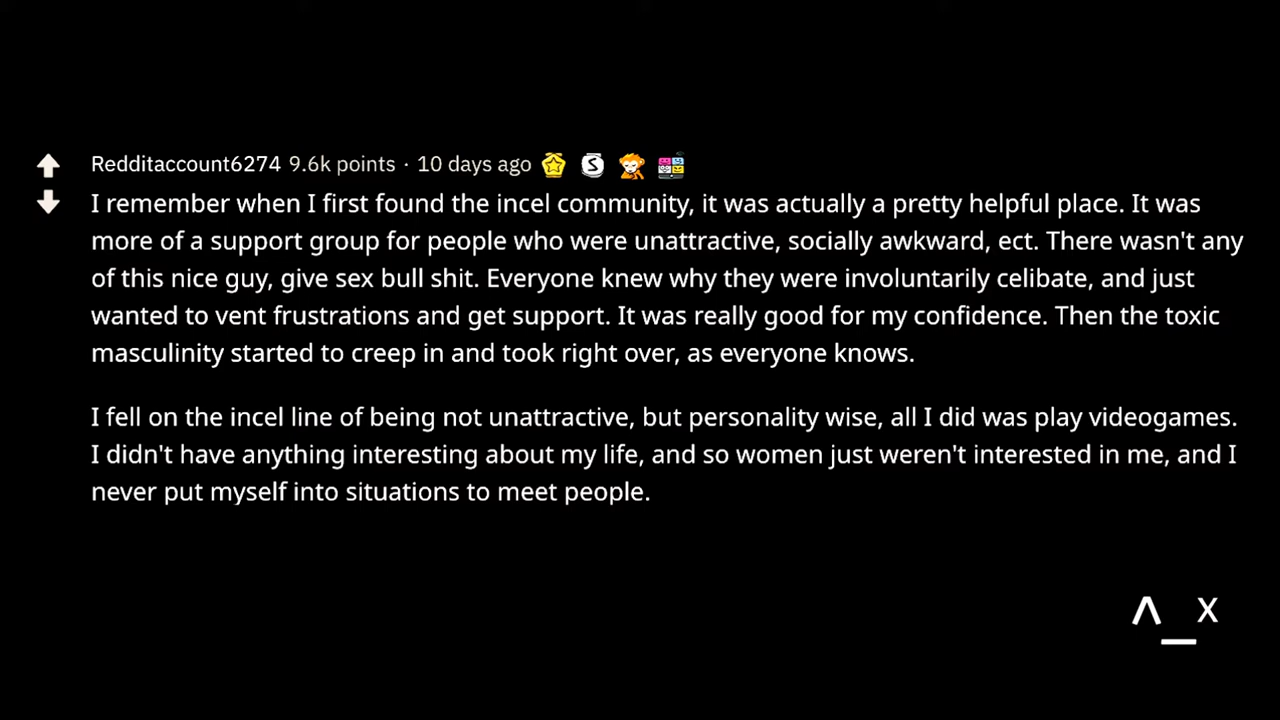 Redditaccount6274 9.6k points · 10 days ago
I remember when I first found the incel community, it was actually a pretty helpful place. It was
more of a support group for people who were unattractive, socially awkward, ect. There wasn't any
of this nice guy, give sex bull shit. Everyone knew why they were involuntarily celibate, and just
wanted to vent frustrations and get support. It was really good for my confidence. Then the toxic
masculinity started to creep in and took right over, as everyone knows.
I fell on the incel line of being not unattractive, but personality wise, all I did was play videogames.
I didn't have anything interesting about my life, and so women just weren't interested in me, and I
never put myself into situations to meet people.
^_x